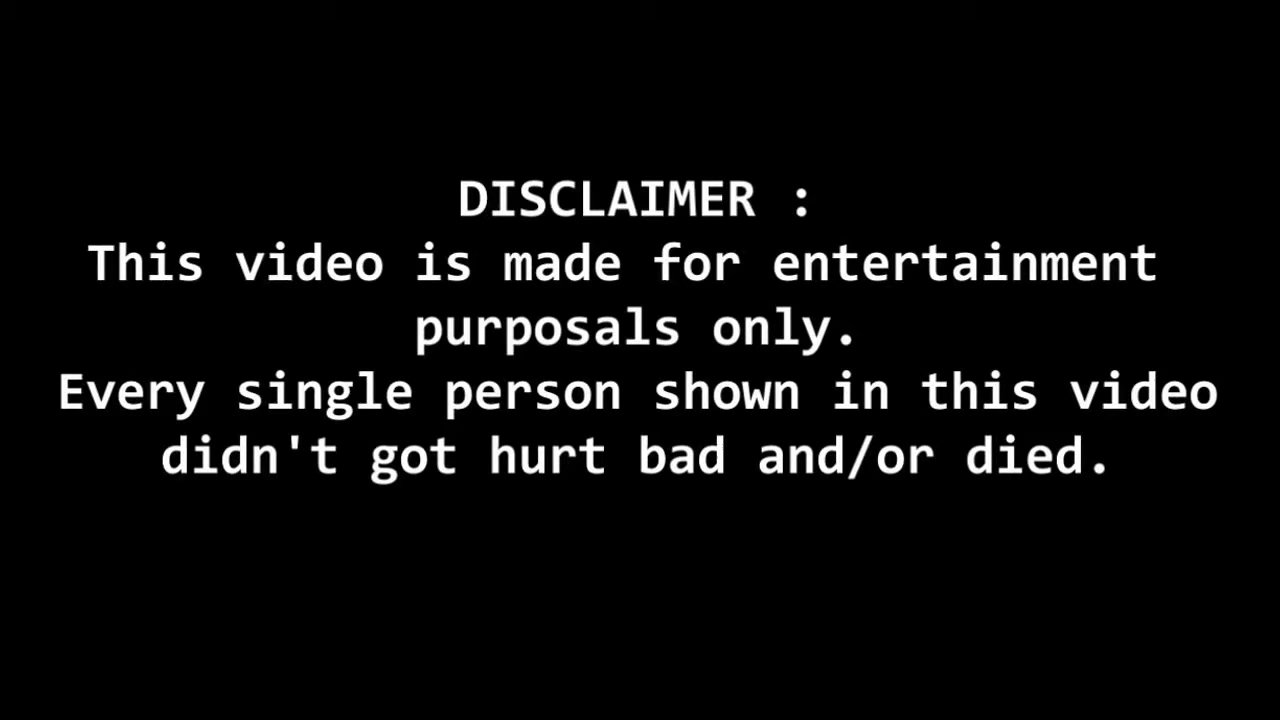 DISCLAIMER :
This video is made for entertainment
purposals only.
Every single person shown in this video
didn't got hurt bad and/or died.